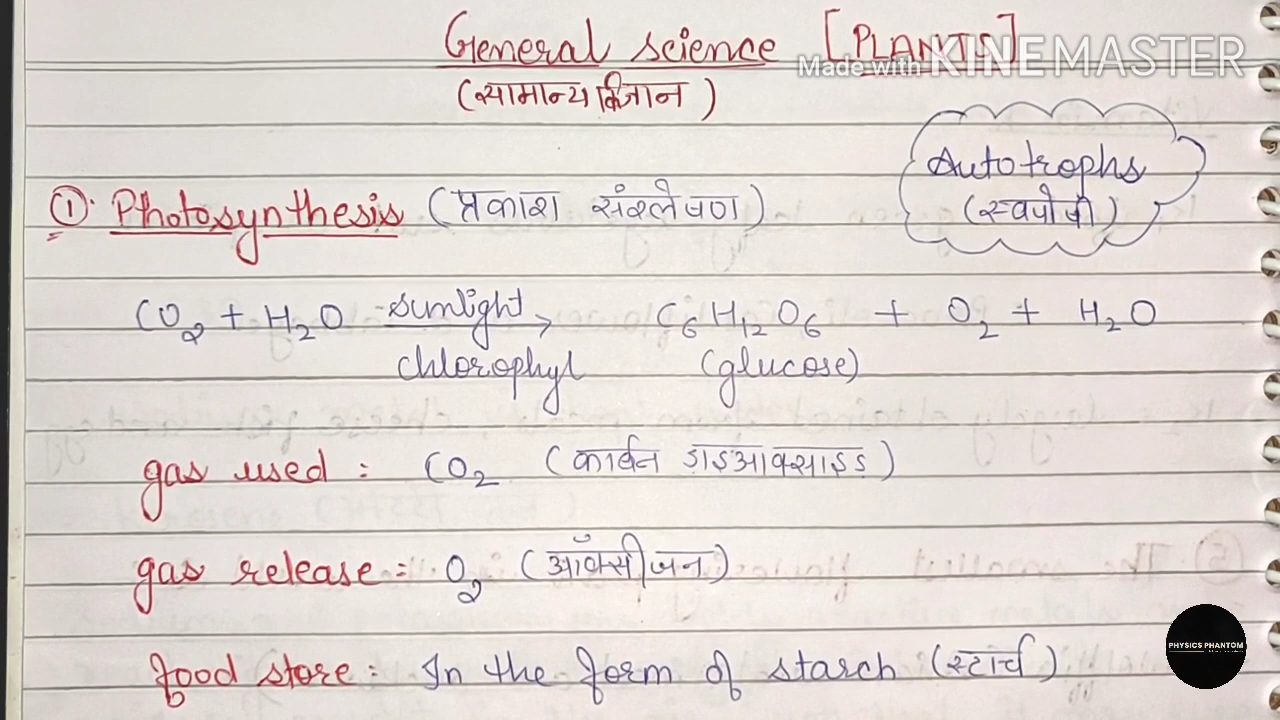 General science [PLANTS]
Made with KINEMASTER
(सामान्य विज्ञान)
Autotrophs
(स्वपोषी)
① Photosynthesis (प्रकाश संश्लेषण)
CO2 + H2O sunlight → C6H12O6 + O2 + H2O
chlorophyl (glucose)
gas used : CO2 (कार्बन डाइआक्साइड)
gas release : O2 (ऑक्सीजन)
food store : In the form of starch (स्टार्च)
PHYSICS PHANTOM